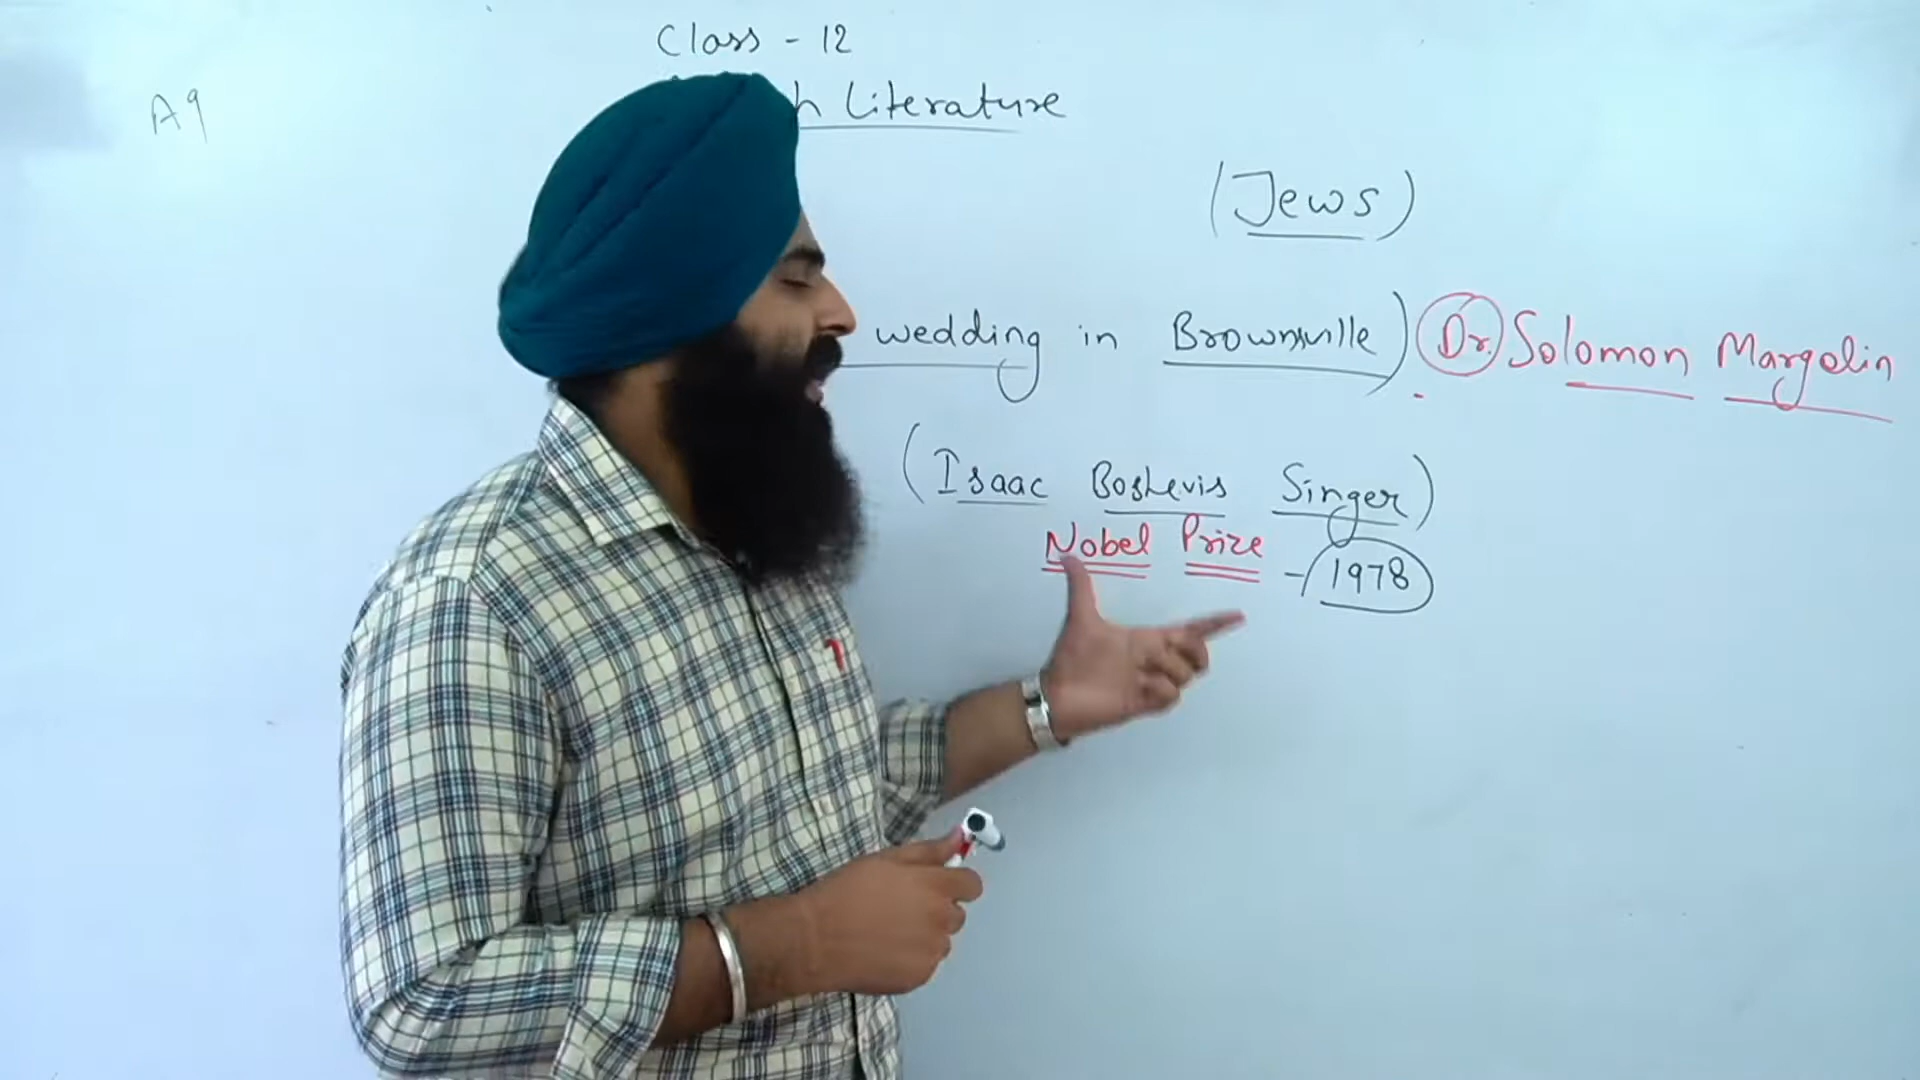 Class - 12
A9
h Literature
(Jews)
wedding in Brownsville) Dr. Solomon Margolin
(Isaac Boshevis Singer)
Nobel Prize - 1978